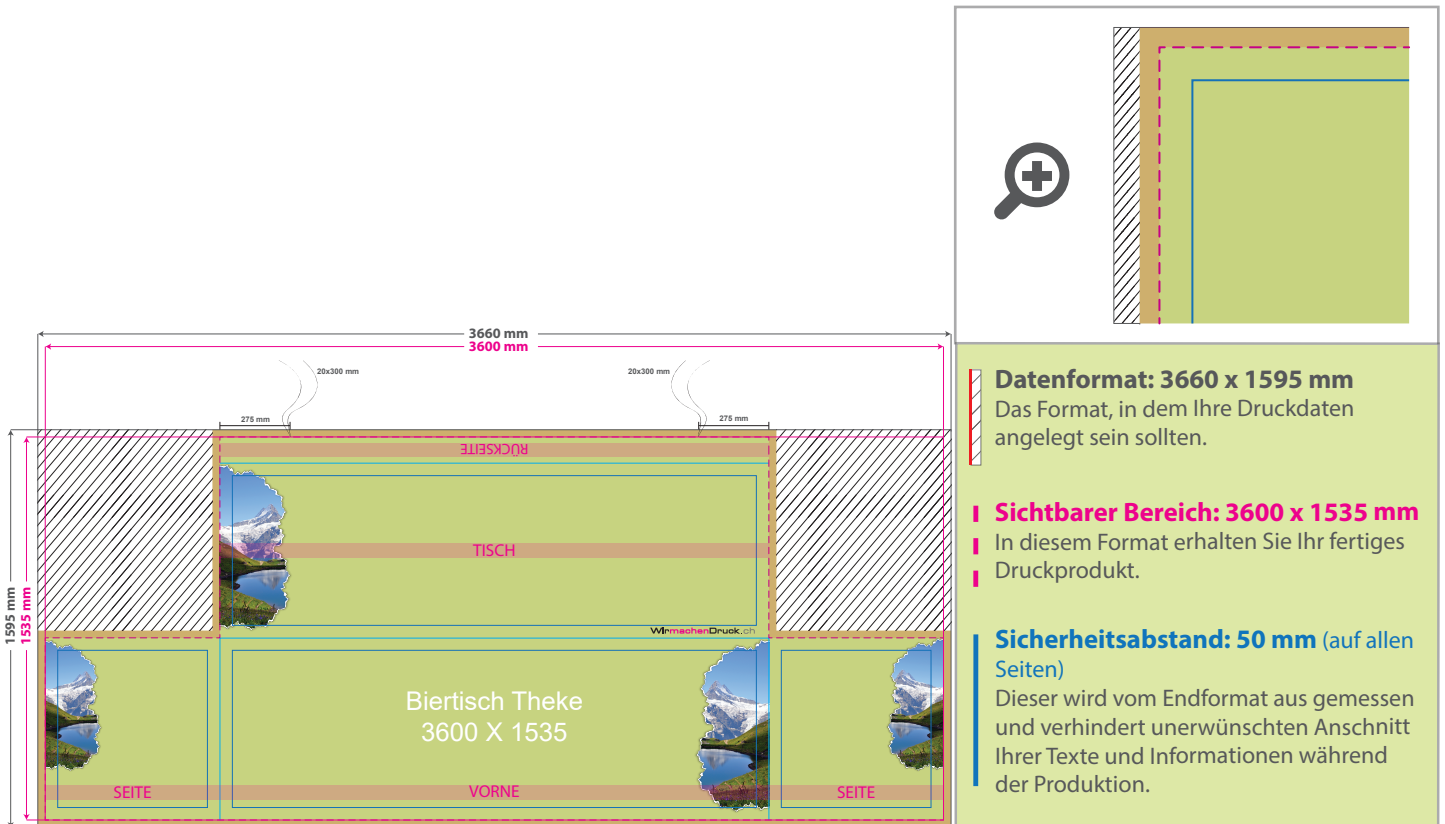 3660 mm
3600 mm
20x300 mm
20x300 mm
275 mm
275 mm
RÜCKSEITE
TISCH
WIrmachenDruck.ch
1595 mm
1535 mm
Biertisch Theke
3600 X 1535
SEITE
VORNE
SEITE
Datenformat: 3660 x 1595 mm
Das Format, in dem Ihre Druckdaten
angelegt sein sollten.
Sichtbarer Bereich: 3600 x 1535 mm
In diesem Format erhalten Sie Ihr fertiges
Druckprodukt.
Sicherheitsabstand: 50 mm (auf allen
Seiten)
Dieser wird vom Endformat aus gemessen
und verhindert unerwünschten Anschnitt
Ihrer Texte und Informationen während
der Produktion.